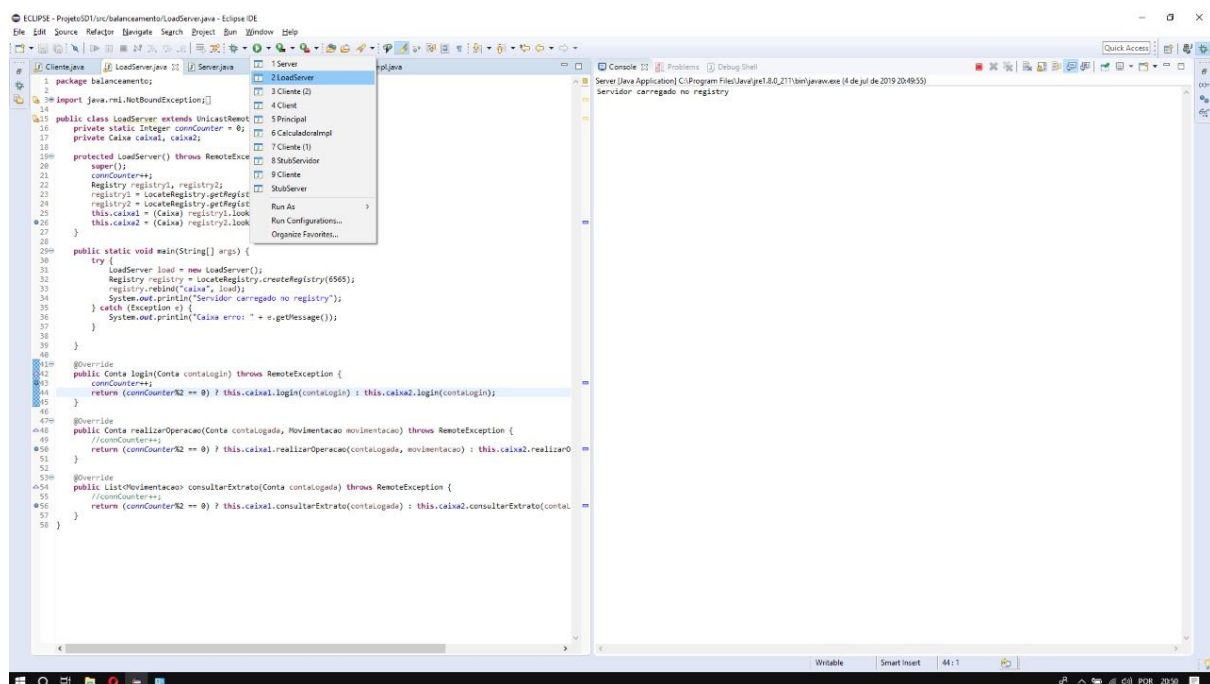 ECLIPSE - ProjetoSD1/src/balanceamento/LoadServer.java - Eclipse IDE
File Edit Source Refactor Navigate Search Project Run Window Help
Quick Access
Cliente.java LoadServer.java Server.java mpl.java
1 Server
2 LoadServer
3 Cliente (2)
4 Client
5 Principal
6 CalculadoraImpl
7 Cliente (1)
8 StubServidor
9 Cliente
StubServer
Run As
Run Configurations...
Organize Favorites...
1 package balanceamento;
2
3 import java.rmi.NotBoundException;
14
15 public class LoadServer extends UnicastRemot
16 private static Integer connCounter = 0;
17 private Caixa caixa1, caixa2;
18
19 protected LoadServer() throws RemoteExce
20 super();
21 connCounter++;
22 Registry registry1, registry2;
23 registry1 = LocateRegistry.getRegist
24 registry2 = LocateRegistry.getRegist
25 this.caixa1 = (Caixa) registry1.look
26 this.caixa2 = (Caixa) registry2.look
27 }
28
29 public static void main(String[] args) {
30 try {
31 LoadServer load = new LoadServer();
32 Registry registry = LocateRegistry.createRegistry(6565);
33 registry.rebind("caixa", load);
34 System.out.println("Servidor carregado no registry");
35 } catch (Exception e) {
36 System.out.println("Caixa erro: " + e.getMessage());
37 }
38
39 }
40
41 @Override
42 public Conta login(Conta contaLogin) throws RemoteException {
43 connCounter++;
44 return (connCounter%2 == 0) ? this.caixa1.login(contaLogin) : this.caixa2.login(contaLogin);
45 }
46
47 @Override
48 public Conta realizarOperacao(Conta contaLogada, Movimentacao movimentacao) throws RemoteException {
49 //connCounter++;
50 return (connCounter%2 == 0) ? this.caixa1.realizarOperacao(contaLogada, movimentacao) : this.caixa2.realizarO
51 }
52
53 @Override
54 public List<Movimentacao> consultarExtrato(Conta contaLogada) throws RemoteException {
55 //connCounter++;
56 return (connCounter%2 == 0) ? this.caixa1.consultarExtrato(contaLogada) : this.caixa2.consultarExtrato(contaL
57 }
58 }
Console Problems Debug Shell
Server [Java Application] C:\Program Files\Java\jre1.8.0_211\bin\javaw.exe (4 de jul de 2019 20:49:55)
Servidor carregado no registry
Writable Smart Insert 44 : 1
POR 20:50